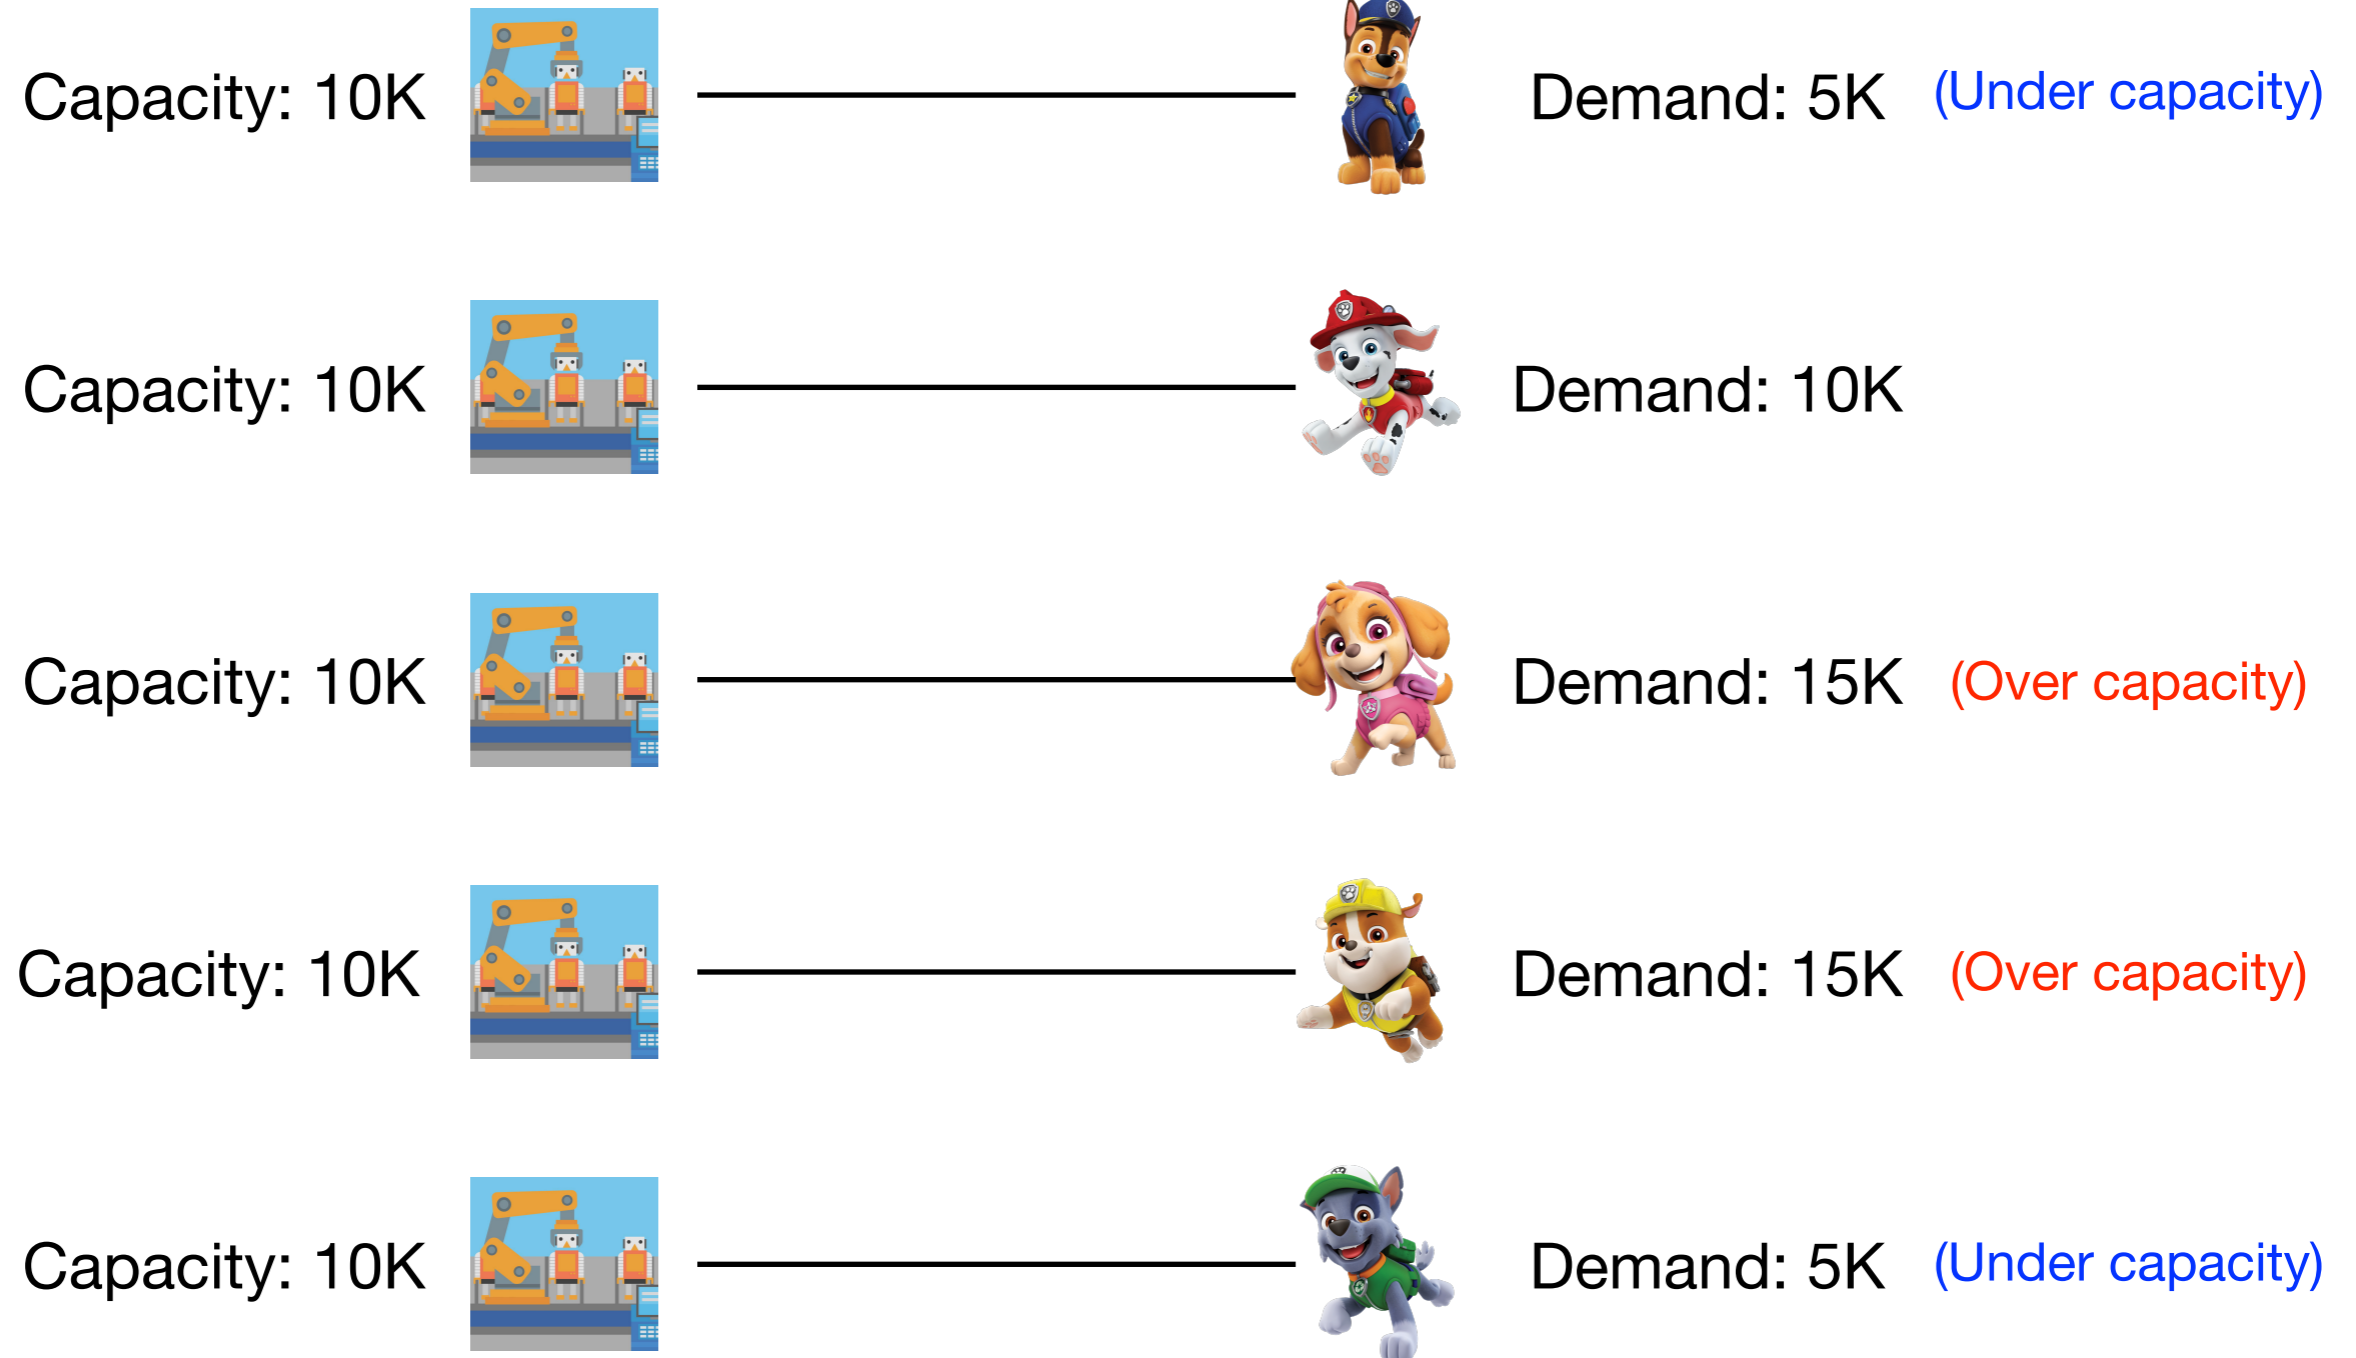 Capacity: 10K Demand: 5K (Under capacity)
Capacity: 10K Demand: 10K
Capacity: 10K Demand: 15K (Over capacity)
Capacity: 10K Demand: 15K (Over capacity)
Capacity: 10K Demand: 5K (Under capacity)